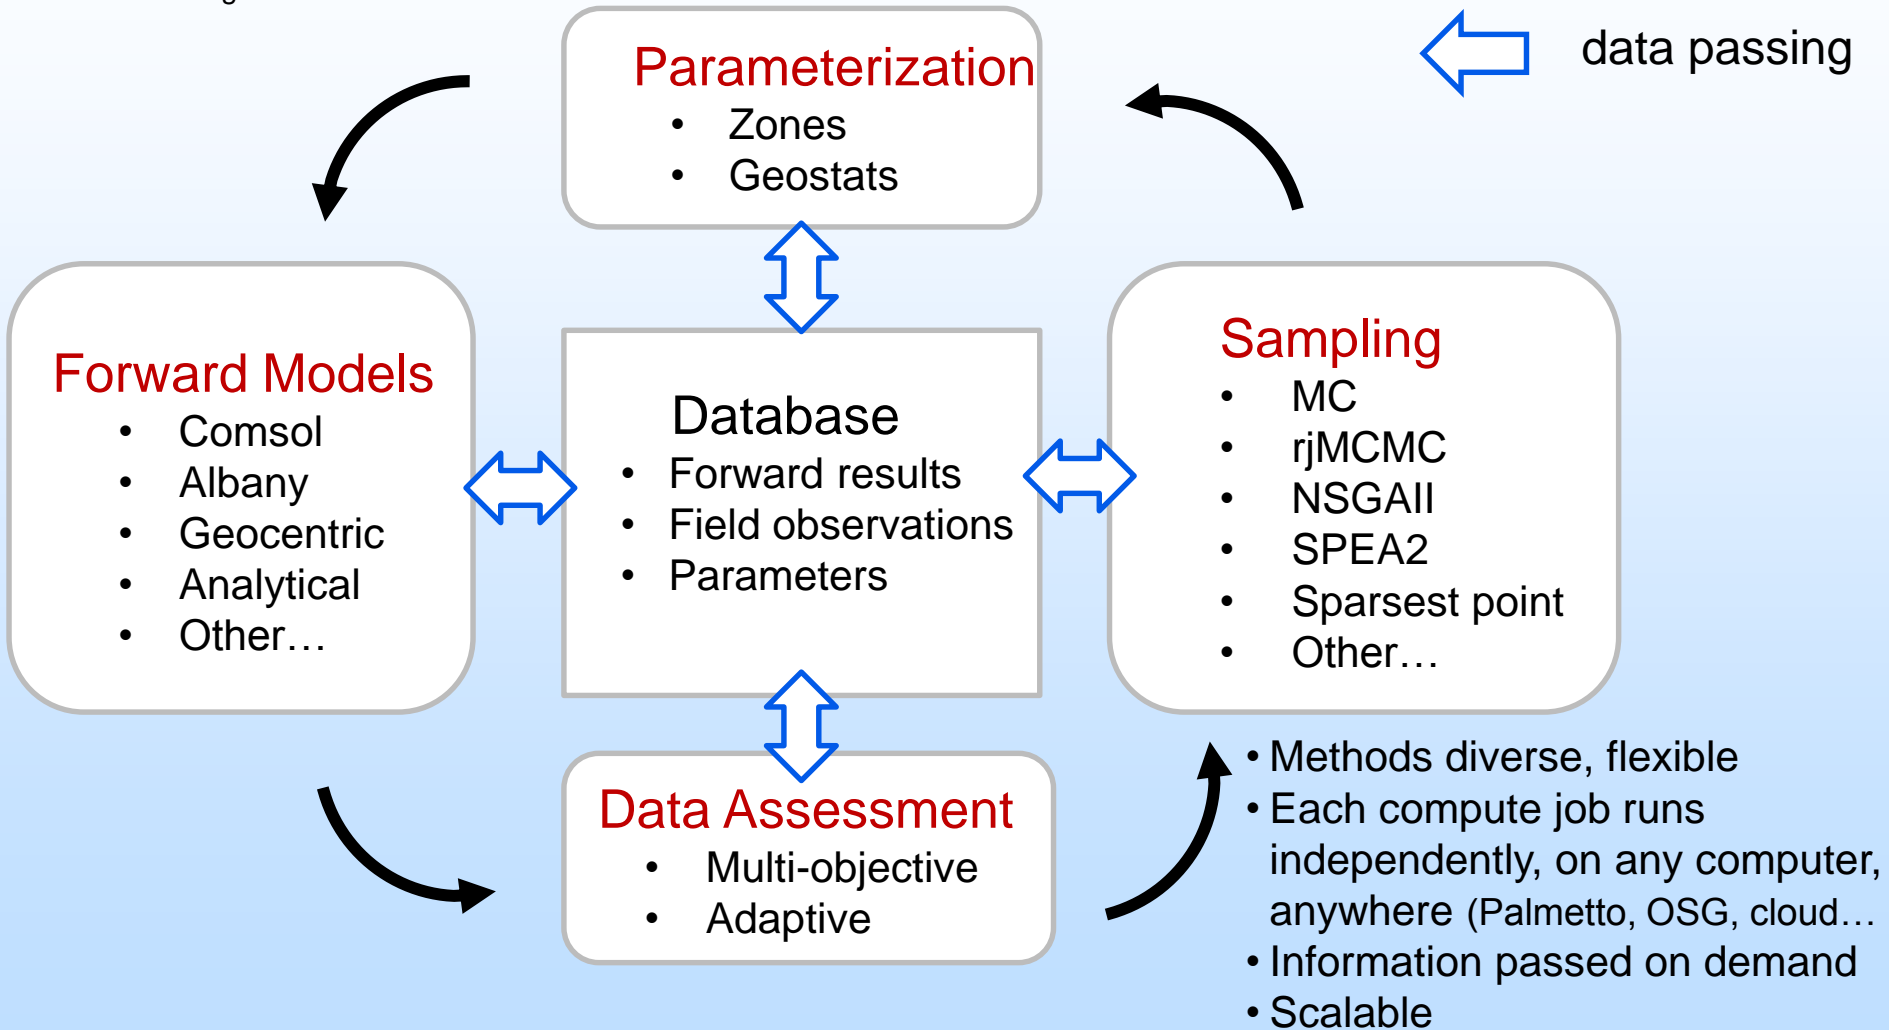 data passing
Parameterization
• Zones
• Geostats
Forward Models
• Comsol
• Albany
• Geocentric
• Analytical
• Other…
Database
• Forward results
• Field observations
• Parameters
Sampling
• MC
• rjMCMC
• NSGAII
• SPEA2
• Sparsest point
• Other…
Data Assessment
• Multi-objective
• Adaptive
• Methods diverse, flexible
• Each compute job runs
independently, on any computer,
anywhere (Palmetto, OSG, cloud…
• Information passed on demand
• Scalable